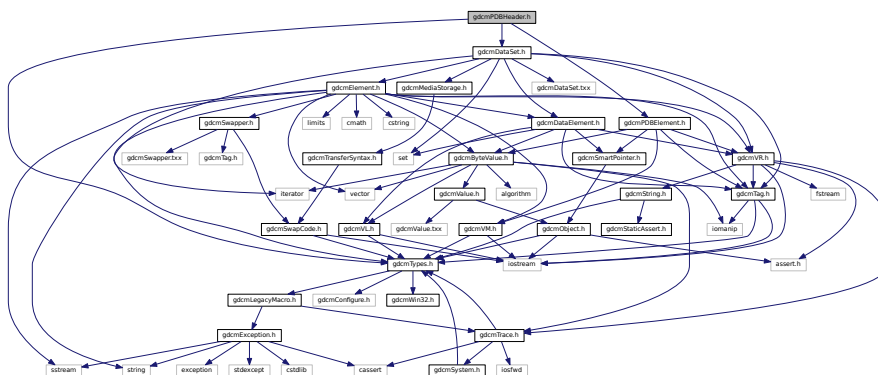 gdcmPDBHeader.h
gdcmDataSet.h
gdcmElement.h
gdcmMediaStorage.h
gdcmDataSet.txx
gdcmSwapper.h
limits
cmath
cstring
gdcmDataElement.h
gdcmPDBElement.h
gdcmSwapper.txx
gdcmTag.h
gdcmTransferSyntax.h
set
gdcmByteValue.h
gdcmSmartPointer.h
gdcmVR.h
iterator
vector
gdcmValue.h
algorithm
gdcmString.h
gdcmTag.h
fstream
gdcmSwapCode.h
gdcmVL.h
gdcmValue.txx
gdcmVM.h
gdcmObject.h
gdcmStaticAssert.h
iomanip
gdcmTypes.h
iostream
assert.h
gdcmLegacyMacro.h
gdcmConfigure.h
gdcmWin32.h
gdcmException.h
gdcmTrace.h
sstream
string
exception
stdexcept
cstdlib
cassert
gdcmSystem.h
iosfwd